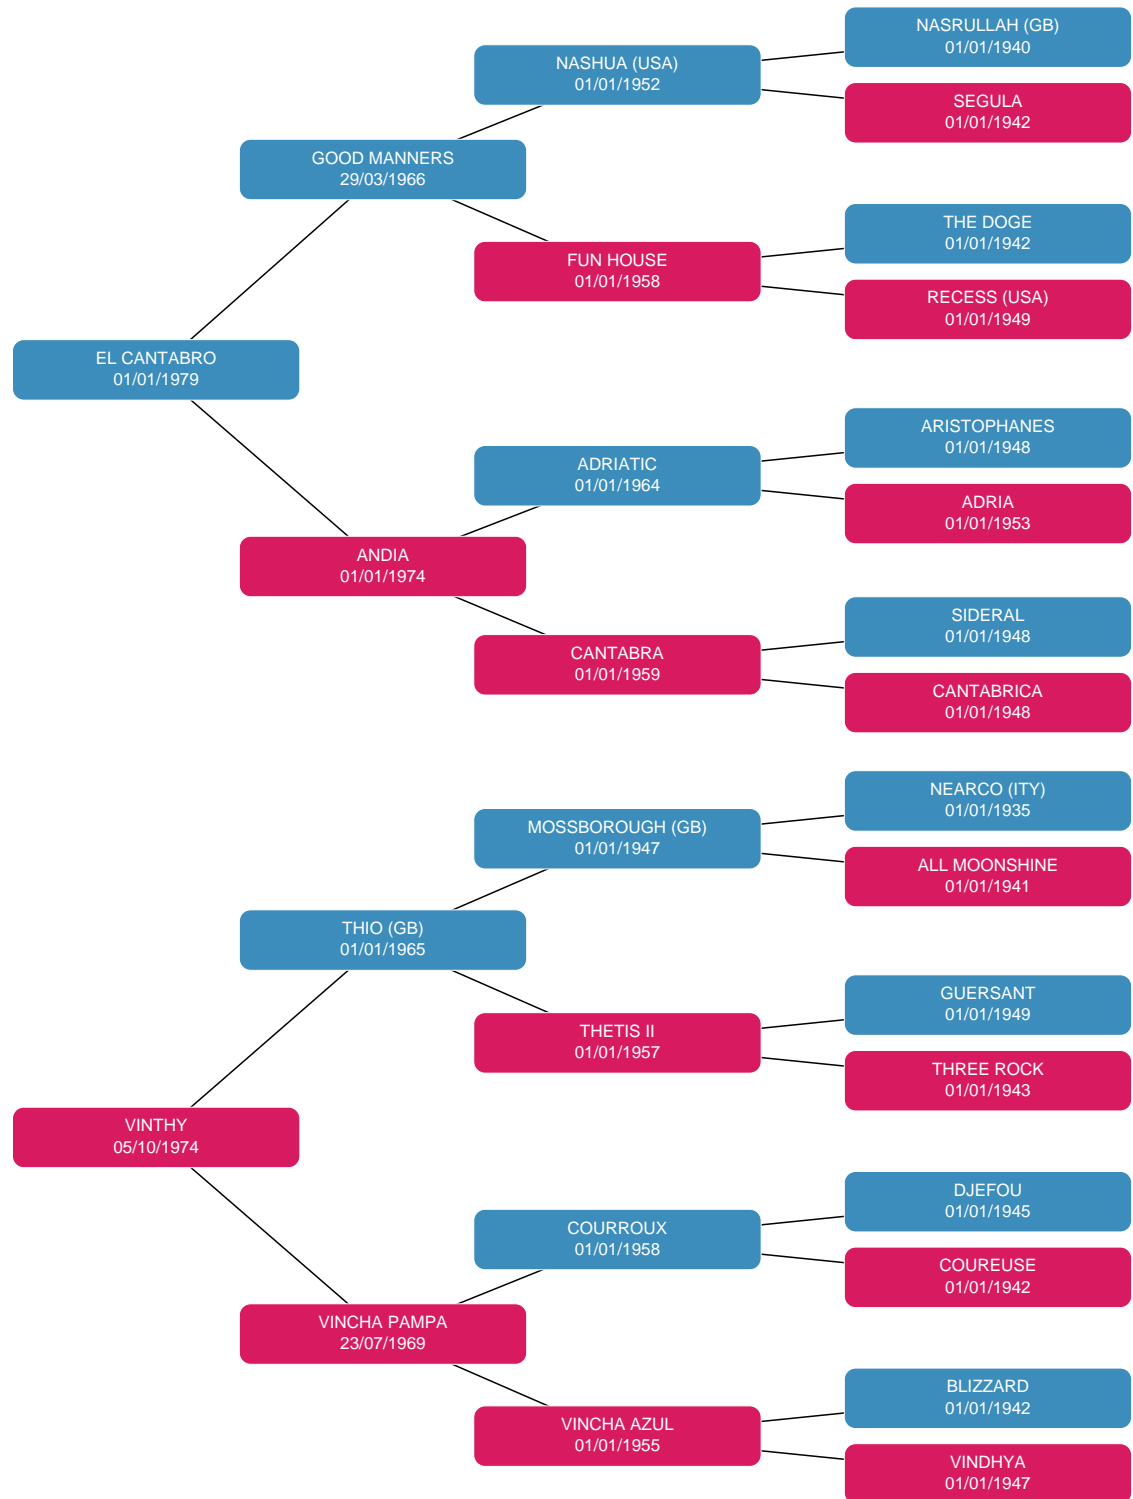 NASRULLAH (GB)
01/01/1940
NASHUA (USA)
01/01/1952
SEGULA
01/01/1942
GOOD MANNERS
29/03/1966
THE DOGE
01/01/1942
FUN HOUSE
01/01/1958
RECESS (USA)
01/01/1949
EL CANTABRO
01/01/1979
ARISTOPHANES
01/01/1948
ADRIATIC
01/01/1964
ADRIA
01/01/1953
ANDIA
01/01/1974
SIDERAL
01/01/1948
CANTABRA
01/01/1959
CANTABRICA
01/01/1948
NEARCO (ITY)
01/01/1935
MOSSBOROUGH (GB)
01/01/1947
ALL MOONSHINE
01/01/1941
THIO (GB)
01/01/1965
GUERSANT
01/01/1949
THETIS II
01/01/1957
THREE ROCK
01/01/1943
VINTHY
05/10/1974
DJEFOU
01/01/1945
COURROUX
01/01/1958
COUREUSE
01/01/1942
VINCHA PAMPA
23/07/1969
BLIZZARD
01/01/1942
VINCHA AZUL
01/01/1955
VINDHYA
01/01/1947